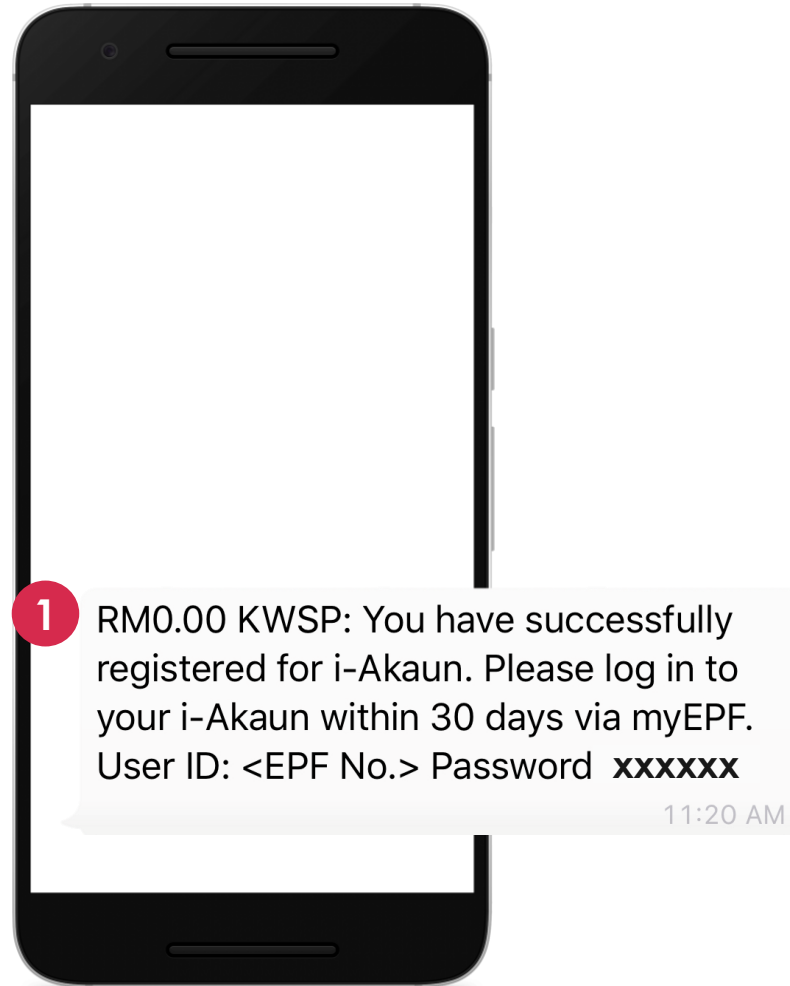 1
RM0.00 KWSP: You have successfully
registered for i-Akaun. Please log in to
your i-Akaun within 30 days via myEPF.
User ID: <EPF No.> Password xxxxxx
11:20 AM